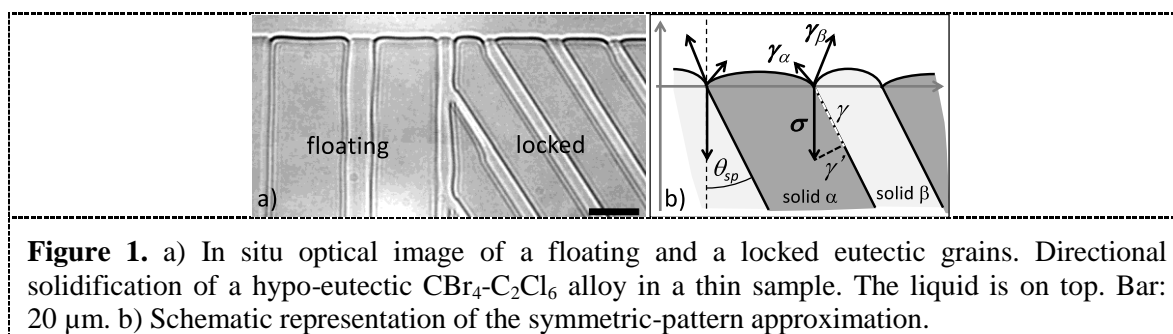 floating
locked
a)
γα
γβ
σ
γ
γ'
θsp
solid α
solid β
b)
Figure 1. a) In situ optical image of a floating and a locked eutectic grains. Directional
solidification of a hypo-eutectic CBr₄-C₂Cl₆ alloy in a thin sample. The liquid is on top. Bar:
20 µm. b) Schematic representation of the symmetric-pattern approximation.